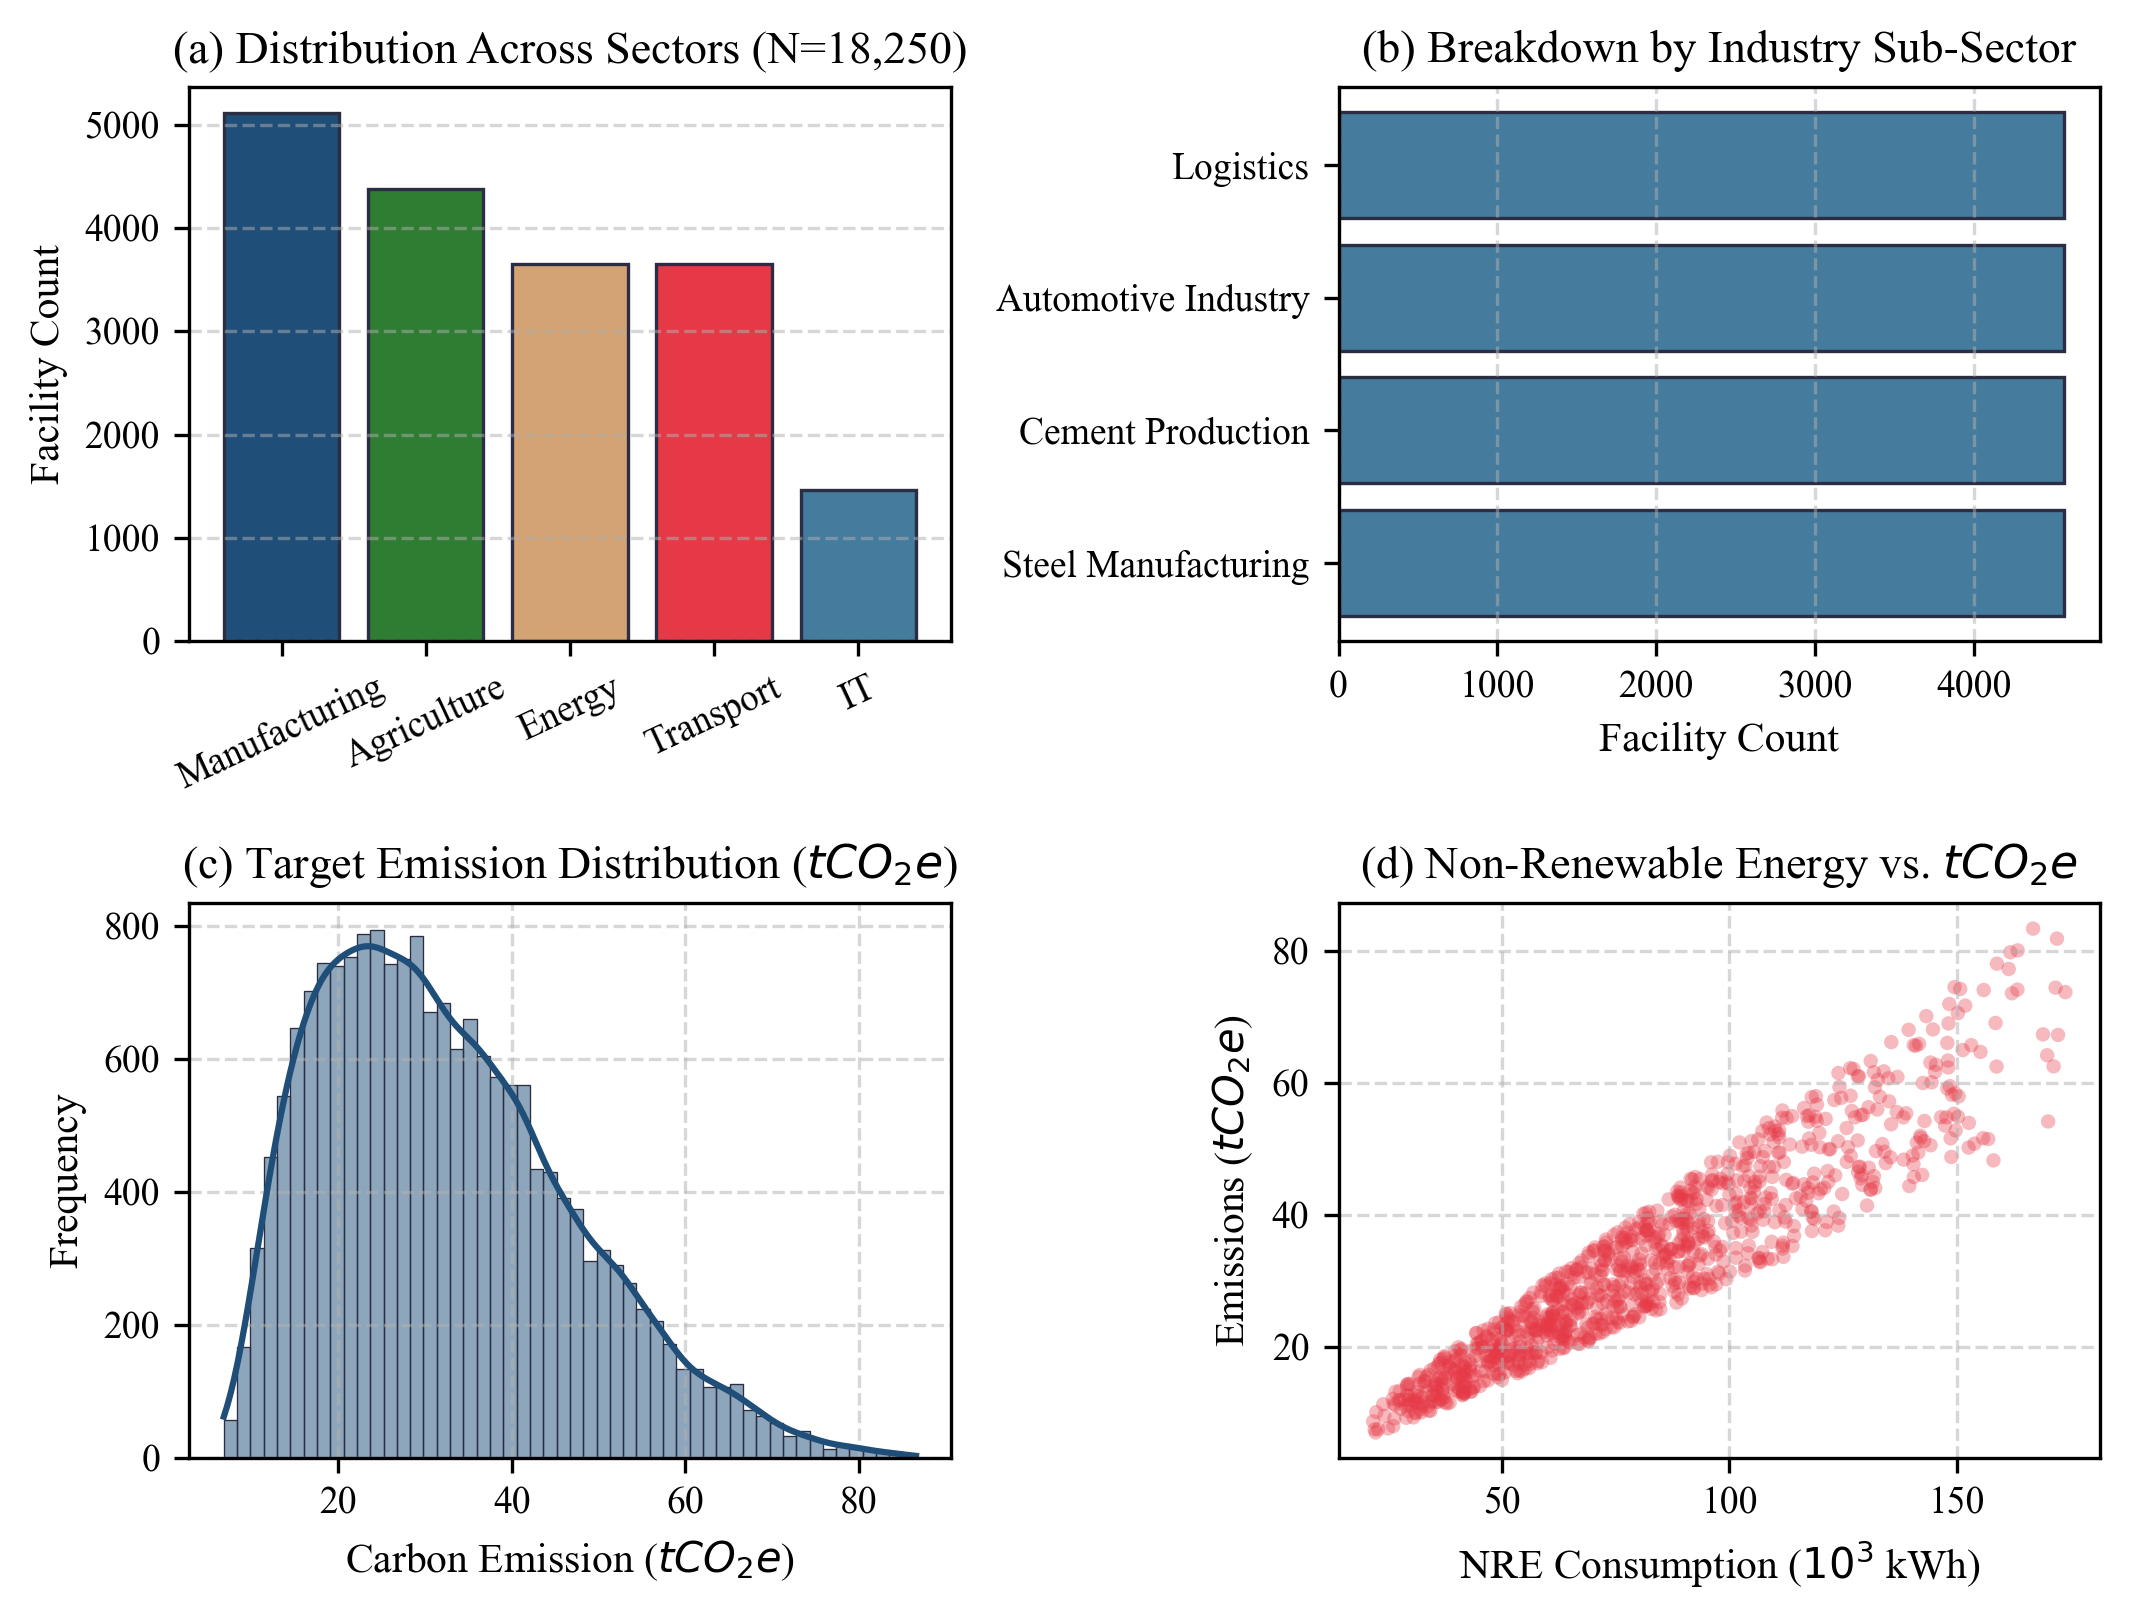 (a) Distribution Across Sectors (N=18,250)
Facility Count
5000
4000
3000
2000
1000
0
Manufacturing
Agriculture
Energy
Transport
IT
(b) Breakdown by Industry Sub-Sector
Logistics
Automotive Industry
Cement Production
Steel Manufacturing
0 1000 2000 3000 4000
Facility Count
(c) Target Emission Distribution (tCO₂e)
Frequency
800
600
400
200
0
20 40 60 80
Carbon Emission (tCO₂e)
(d) Non-Renewable Energy vs. tCO₂e
Emissions (tCO₂e)
80
60
40
20
50 100 150
NRE Consumption (10³ kWh)